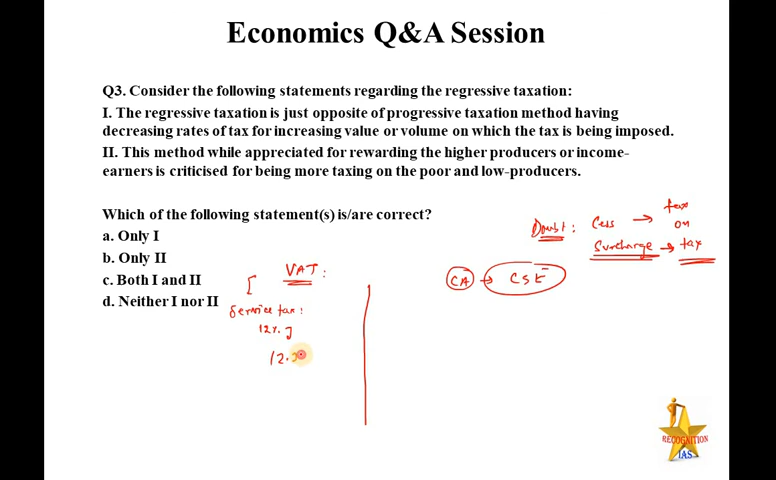 Economics Q&A Session
Q3. Consider the following statements regarding the regressive taxation:
I. The regressive taxation is just opposite of progressive taxation method having
decreasing rates of tax for increasing value or volume on which the tax is being imposed.
II. This method while appreciated for rewarding the higher producers or income-
earners is criticised for being more taxing on the poor and low-producers.
Which of the following statement(s) is/are correct?
a. Only I
b. Only II
c. Both I and II
d. Neither I nor II
Doubt: Cess → tax
on
Surcharge → tax
CA → CSE
VAT:
Service tax:
12%
RECOGNITION
IAS